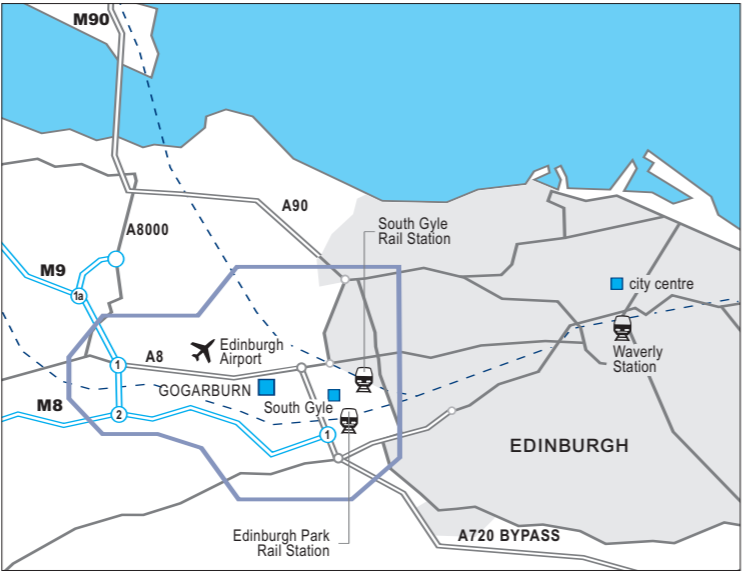 M90
A90
South Gyle
Rail Station
A8000
M9
1a
city centre
Edinburgh
Airport
A8
1
Waverly
Station
GOGARBURN
South Gyle
M8
2
1
EDINBURGH
Edinburgh Park
Rail Station
A720 BYPASS